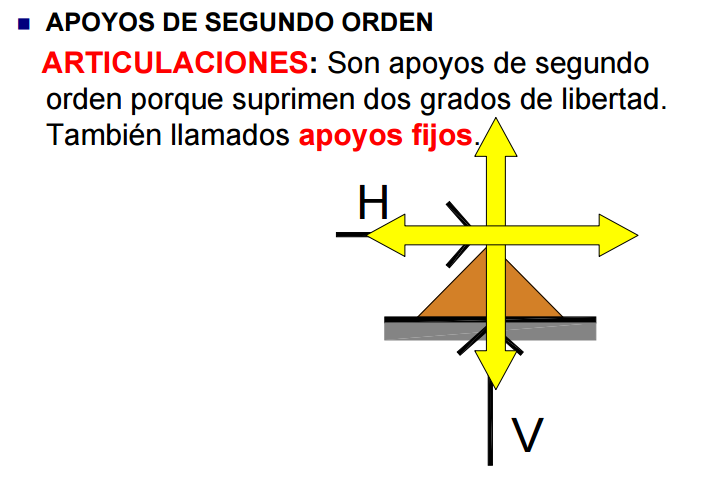 APOYOS DE SEGUNDO ORDEN
ARTICULACIONES: Son apoyos de segundo
orden porque suprimen dos grados de libertad.
También llamados apoyos fijos.
H
V